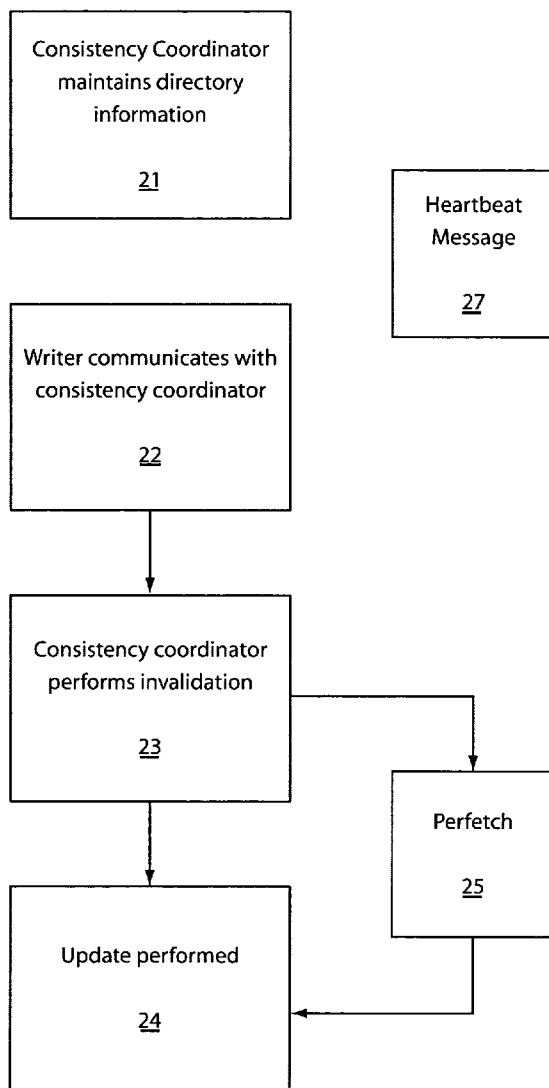 Consistency Coordinator
maintains directory
information
21
Heartbeat
Message
27
Writer communicates with
consistency coordinator
22
Consistency coordinator
performs invalidation
23
Perfetch
25
Update performed
24